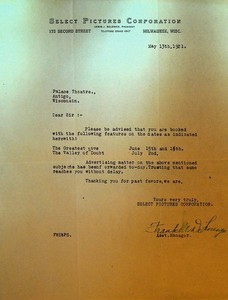 SELECT PICTURES CORPORATION
LEWIS J. SELZNICK, PRESIDENT
172 SECOND STREET
MILWAUKEE, WISC.
May 13th, 1921.
Palace Theatre.,
Antigo,
Wisconsin.
Dear Sir :-
Please be advised that you are booked
with the following features on the dates as indicated
herewith:
The Greatest Love June 15th and 16th.
The Valley of Doubt July 2nd.
Advertising matter on the above mentioned
subjects has been forwarded to-day. Trusting that same
reaches you without delay.
Thanking you for past favors, we are,
Yours very truly,
SELECT PICTURES CORPORATION.
Asst. Manager.